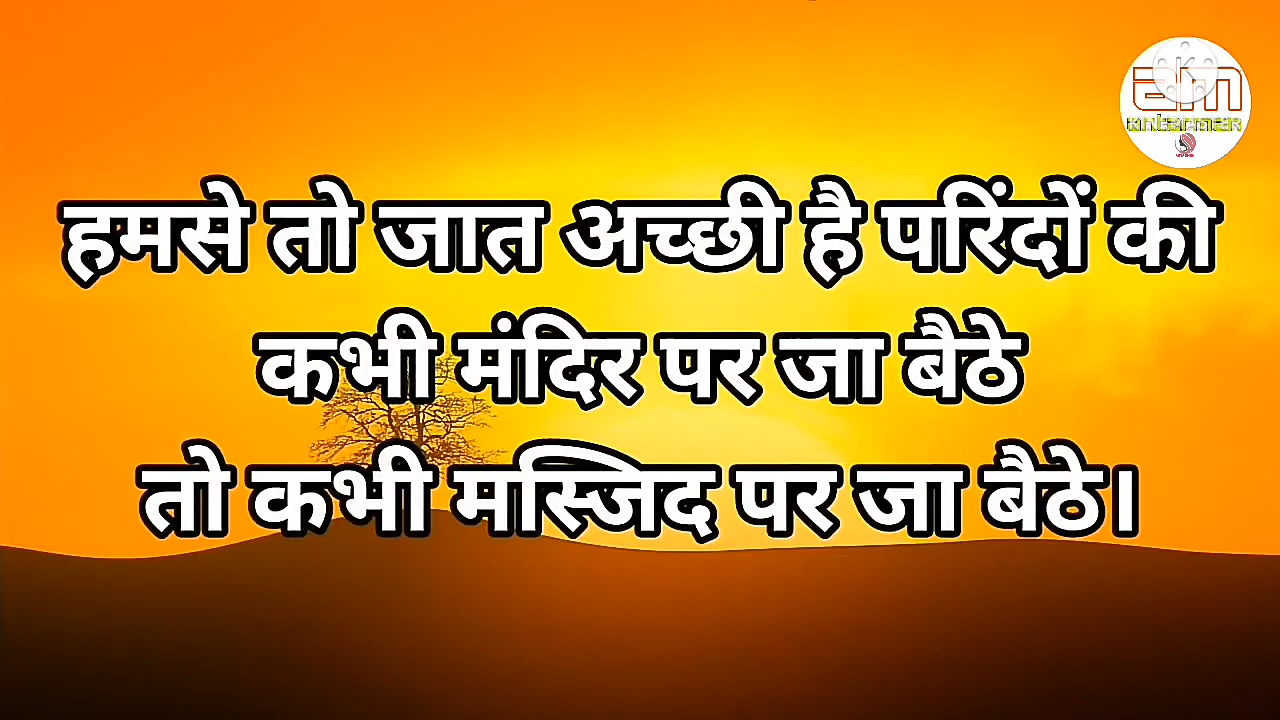 हमसे तो जात अच्छी है परिंदों की
कभी मंदिर पर जा बैठे
तो कभी मस्जिद पर जा बैठे।